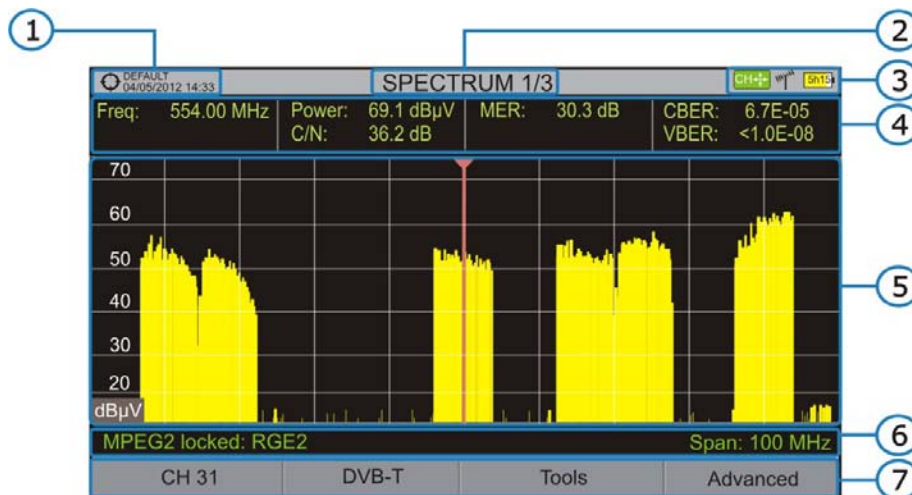 1
2
3
4
5
6
7
DEFAULT
04/05/2012 14:33
SPECTRUM 1/3
CH
5h15
Freq: 554.00 MHz
Power: 69.1 dBµV
C/N: 36.2 dB
MER: 30.3 dB
CBER: 6.7E-05
VBER: <1.0E-08
70
60
50
40
30
20
dBµV
MPEG2 locked: RGE2
Span: 100 MHz
CH 31
DVB-T
Tools
Advanced